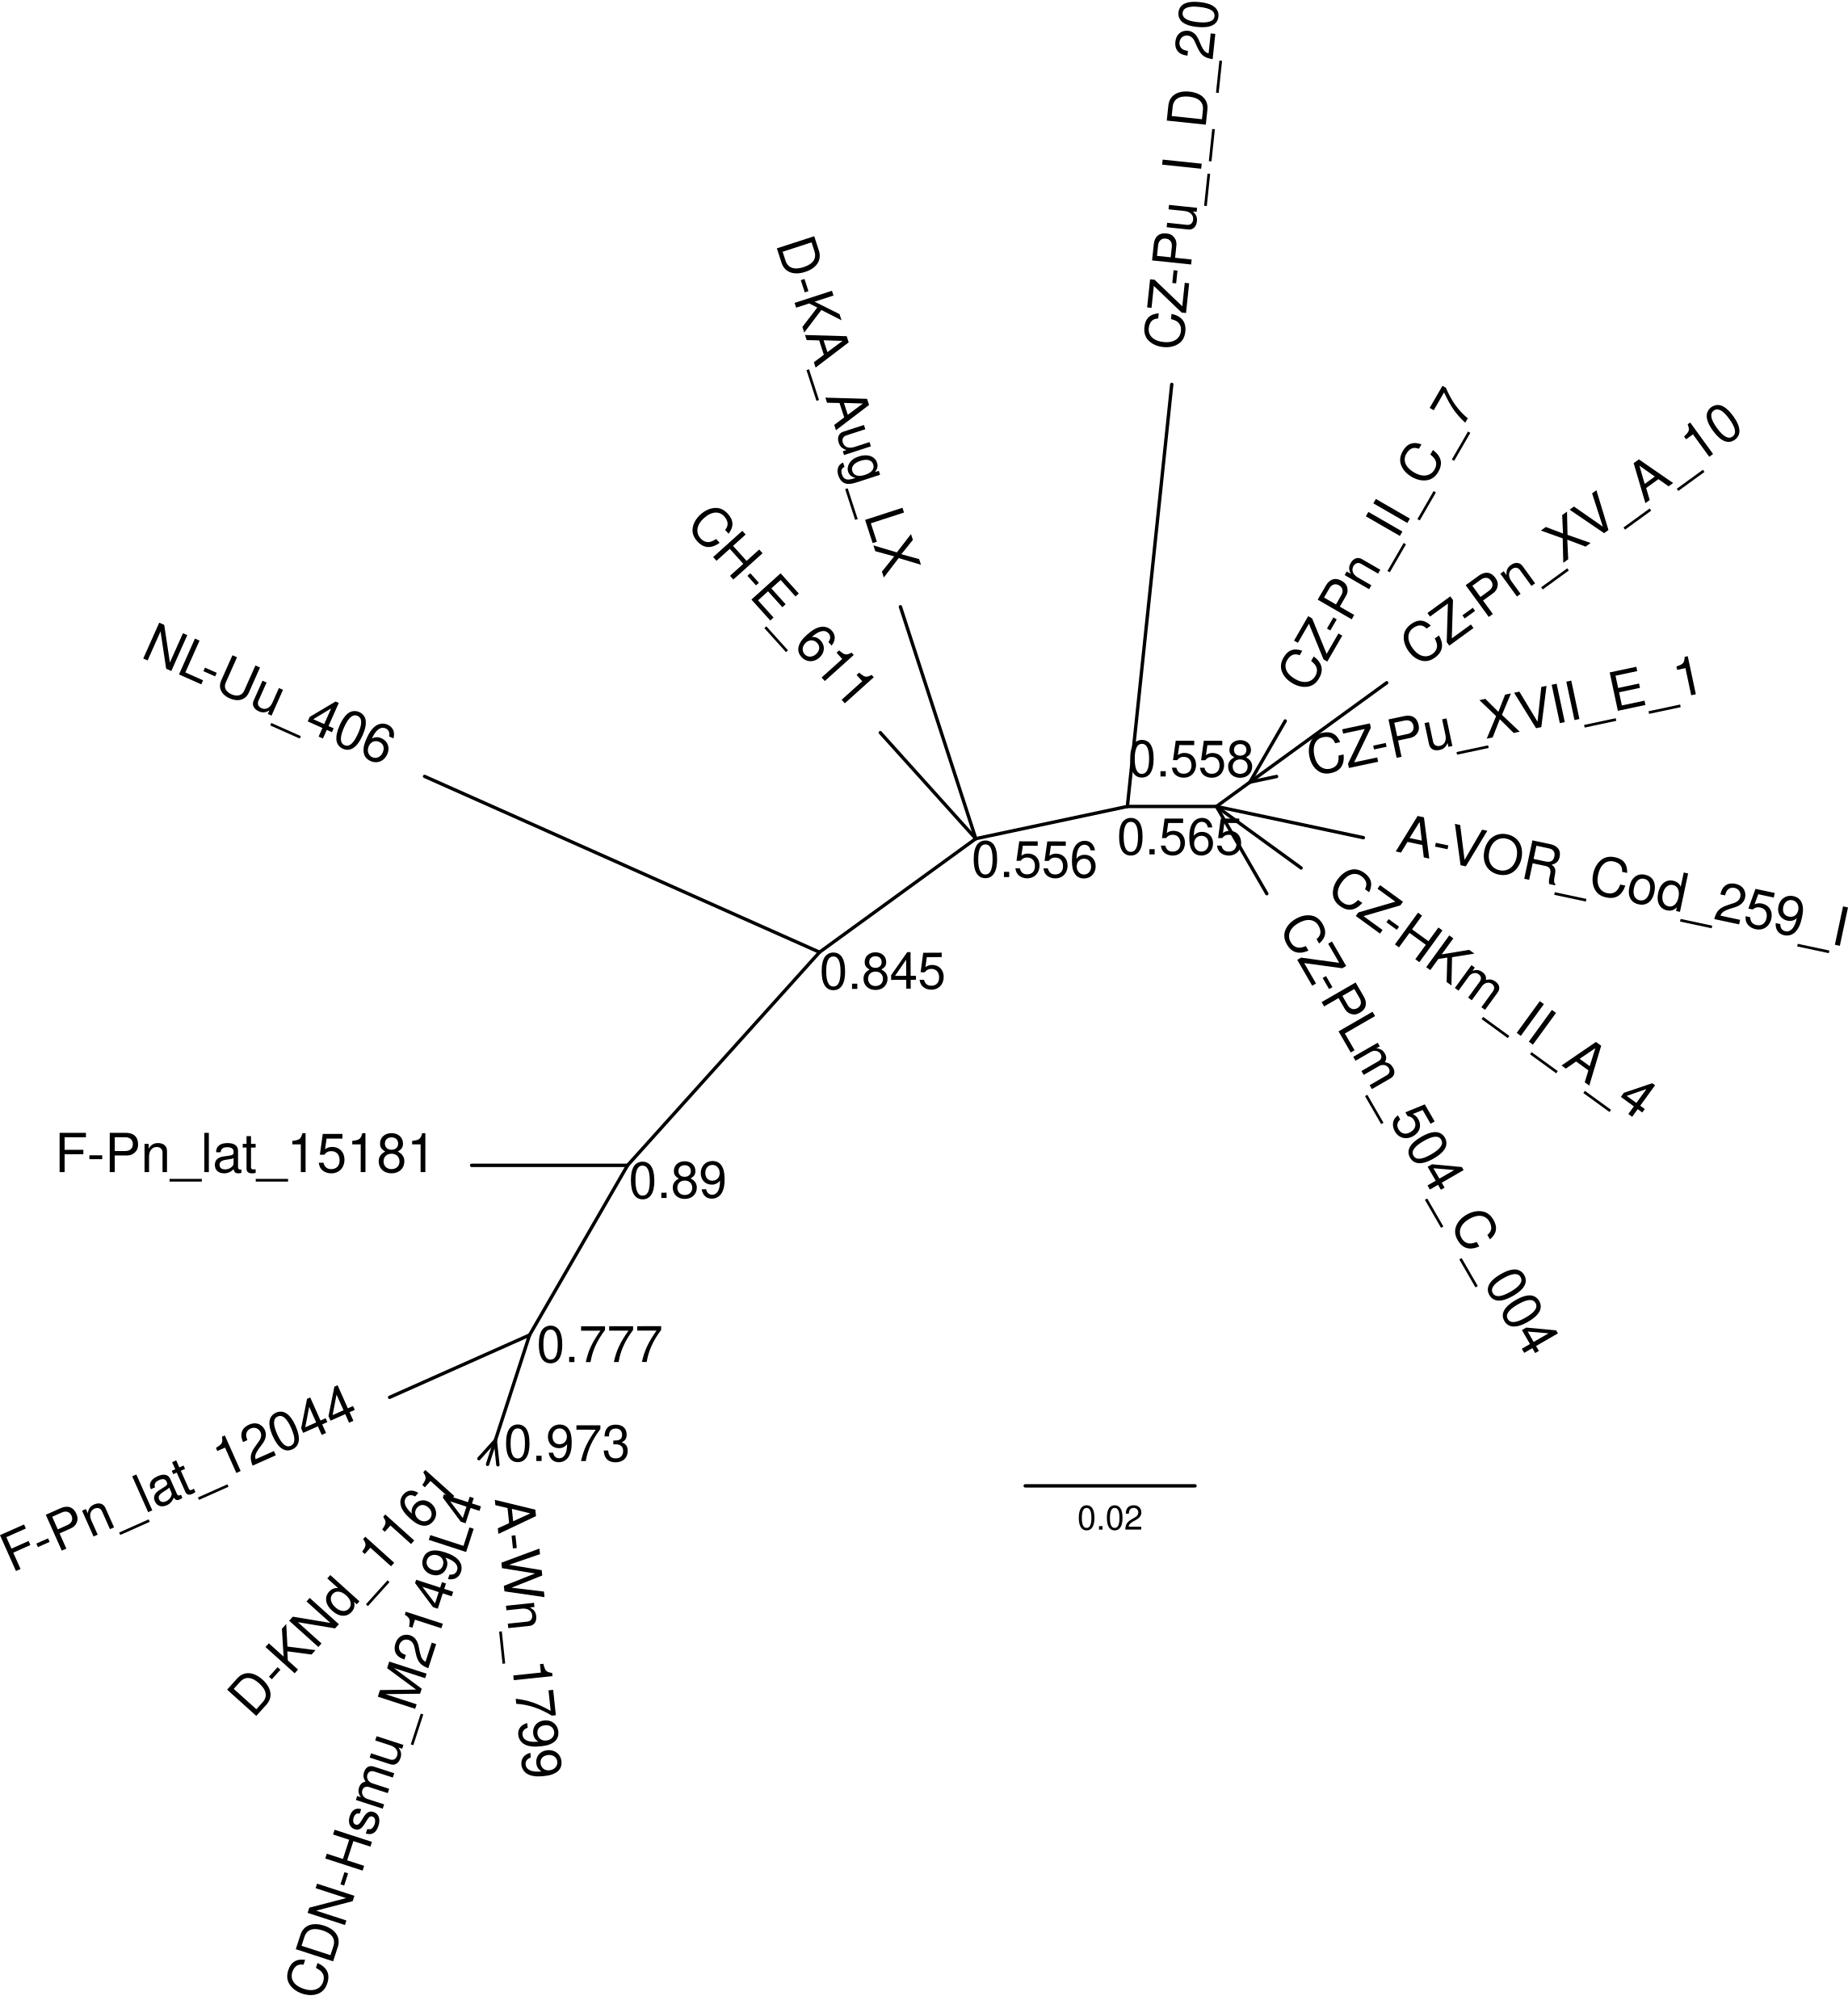 CZ-Pu_I_D_20
D-KA_Aug_LX
CZ-Pn_II_C_7
CZ-Pn_XV_A_10
CH-E_611
NL-Uu_406
CZ-Pu_XVII_E_1
0.558
0.565
A-VOR_Cod_259_I
0.556
CZ-HKm_II_A_4
CZ-PLm_504_C_004
0.845
F-Pn_lat_15181
0.89
0.777
F-Pn_lat_12044
0.973
D-KNd_1161
CDN-Hsmu_M2149L4
A-Wn_1799
0.02